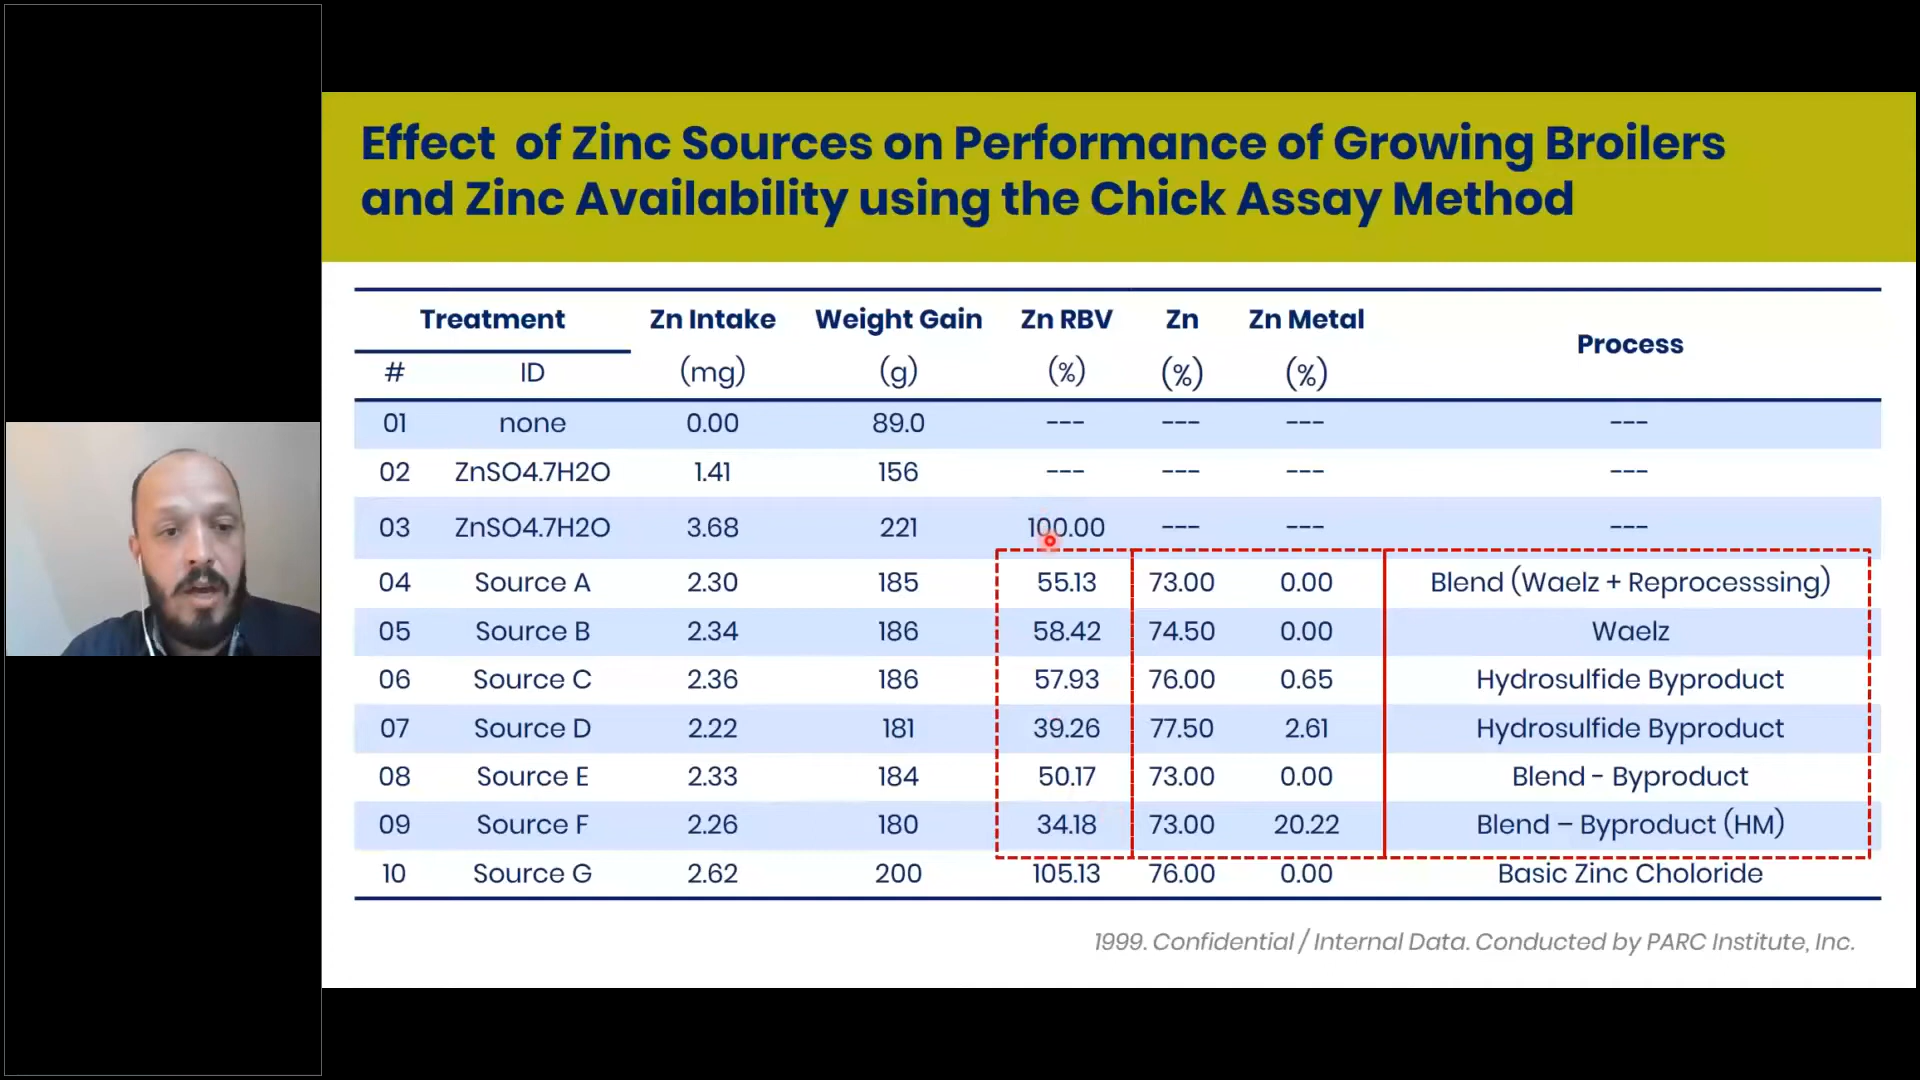 Effect of Zinc Sources on Performance of Growing Broilers
and Zinc Availability using the Chick Assay Method
Treatment Zn Intake Weight Gain Zn RBV Zn Zn Metal Process
# ID (mg) (g) (%) (%) (%)
01 none 0.00 89.0 --- --- --- ---
02 ZnSO4.7H2O 1.41 156 --- --- --- ---
03 ZnSO4.7H2O 3.68 221 100.00 --- --- ---
04 Source A 2.30 185 55.13 73.00 0.00 Blend (Waelz + Reprocesssing)
05 Source B 2.34 186 58.42 74.50 0.00 Waelz
06 Source C 2.36 186 57.93 76.00 0.65 Hydrosulfide Byproduct
07 Source D 2.22 181 39.26 77.50 2.61 Hydrosulfide Byproduct
08 Source E 2.33 184 50.17 73.00 0.00 Blend - Byproduct
09 Source F 2.26 180 34.18 73.00 20.22 Blend – Byproduct (HM)
10 Source G 2.62 200 105.13 76.00 0.00 Basic Zinc Choloride
1999. Confidential / Internal Data. Conducted by PARC Institute, Inc.